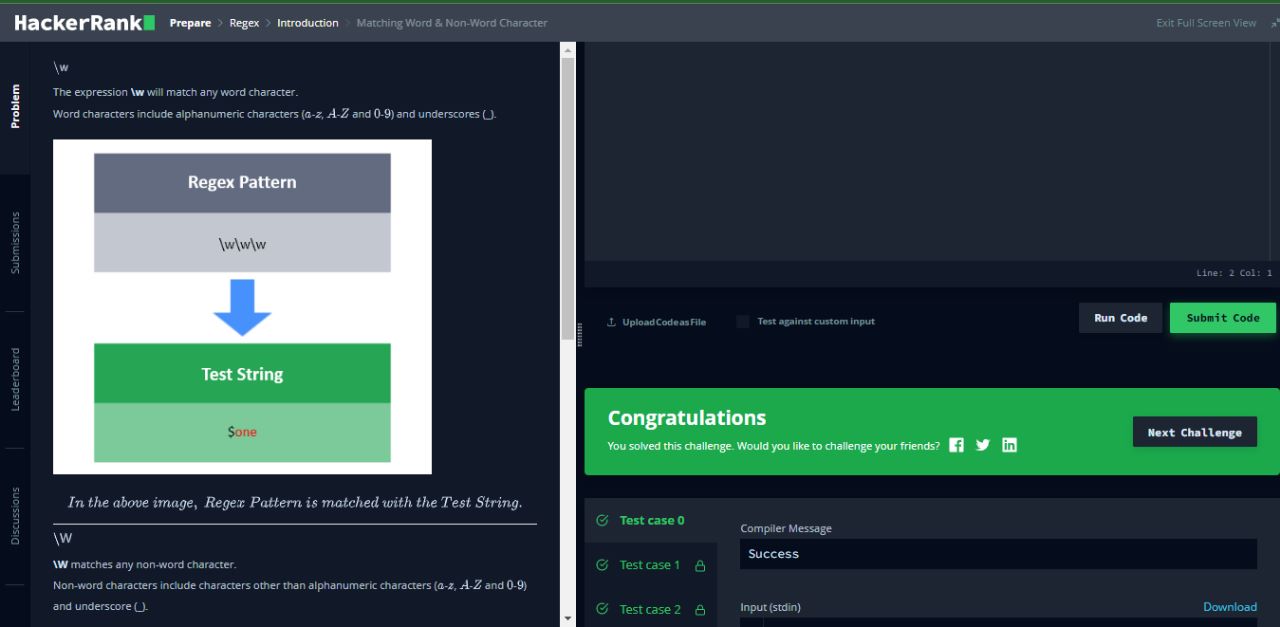 HackerRank Prepare > Regex > Introduction > Matching Word & Non-Word Character Exit Full Screen View
Problem
Submissions
Leaderboard
Discussions
\w
The expression \w will match any word character.
Word characters include alphanumeric characters (a-z, A-Z and 0-9) and underscores (_).
Regex Pattern
\w\w\w
Test String
$one
In the above image, Regex Pattern is matched with the Test String.
\W
\W matches any non-word character.
Non-word characters include characters other than alphanumeric characters (a-z, A-Z and 0-9)
and underscore (_).
Line: 2 Col: 1
Upload Code as File Test against custom input Run Code Submit Code
Congratulations
You solved this challenge. Would you like to challenge your friends?
Next Challenge
Test case 0
Test case 1
Test case 2
Compiler Message
Success
Input (stdin) Download